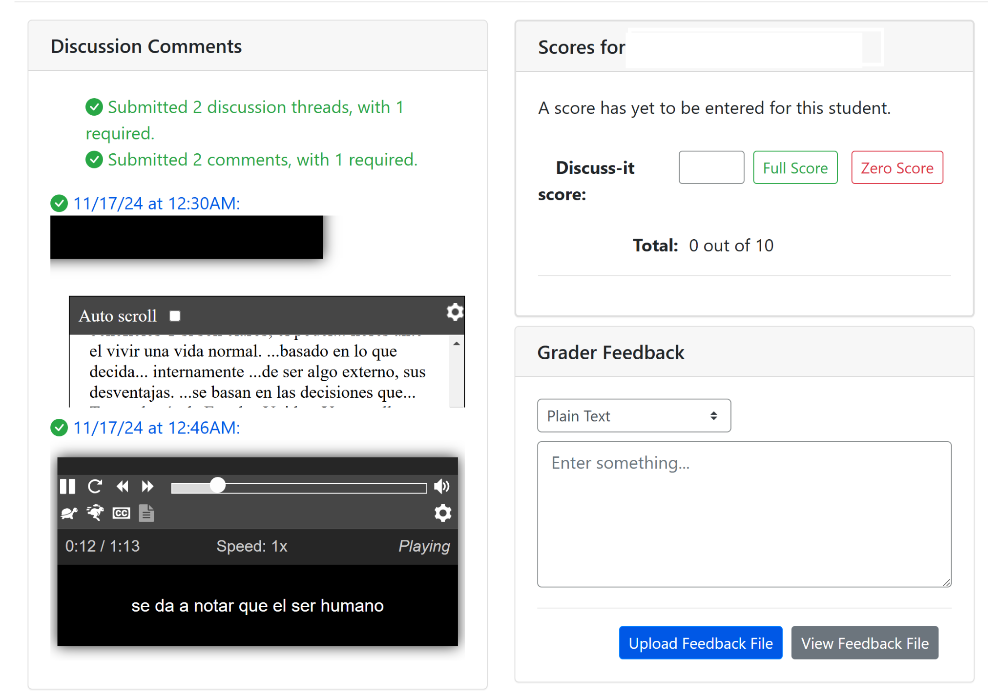 Discussion Comments
Submitted 2 discussion threads, with 1
required.
Submitted 2 comments, with 1 required.
11/17/24 at 12:30AM:
Auto scroll
el vivir una vida normal. ...basado en lo que
decida... internamente ...de ser algo externo, sus
desventajas. ...se basan en las decisiones que...
11/17/24 at 12:46AM:
CC
0:12 / 1:13 Speed: 1x Playing
se da a notar que el ser humano
Scores for
A score has yet to be entered for this student.
Discuss-it
score:
Full Score Zero Score
Total: 0 out of 10
Grader Feedback
Plain Text
Enter something...
Upload Feedback File View Feedback File